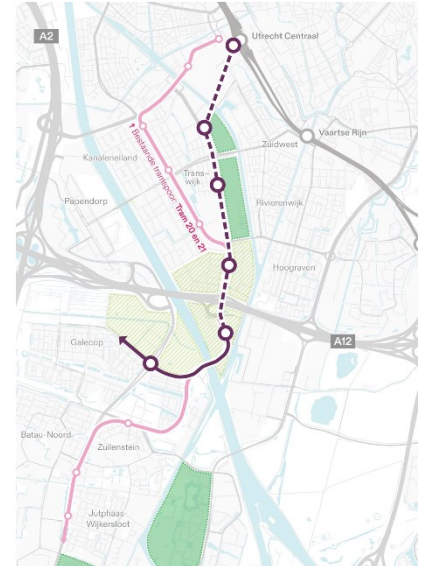 A2
Utrecht Centraal
Vaartse Rijn
Zuidwest
Kanaleneiland
Bestaande tramspoor: Tram 20 en 21
Trans-
wijk
Papendorp
Rivierenwijk
Hoograven
A12
Galecop
Batau-Noord
Zuilenstein
Jutphaas-
Wijkersloot